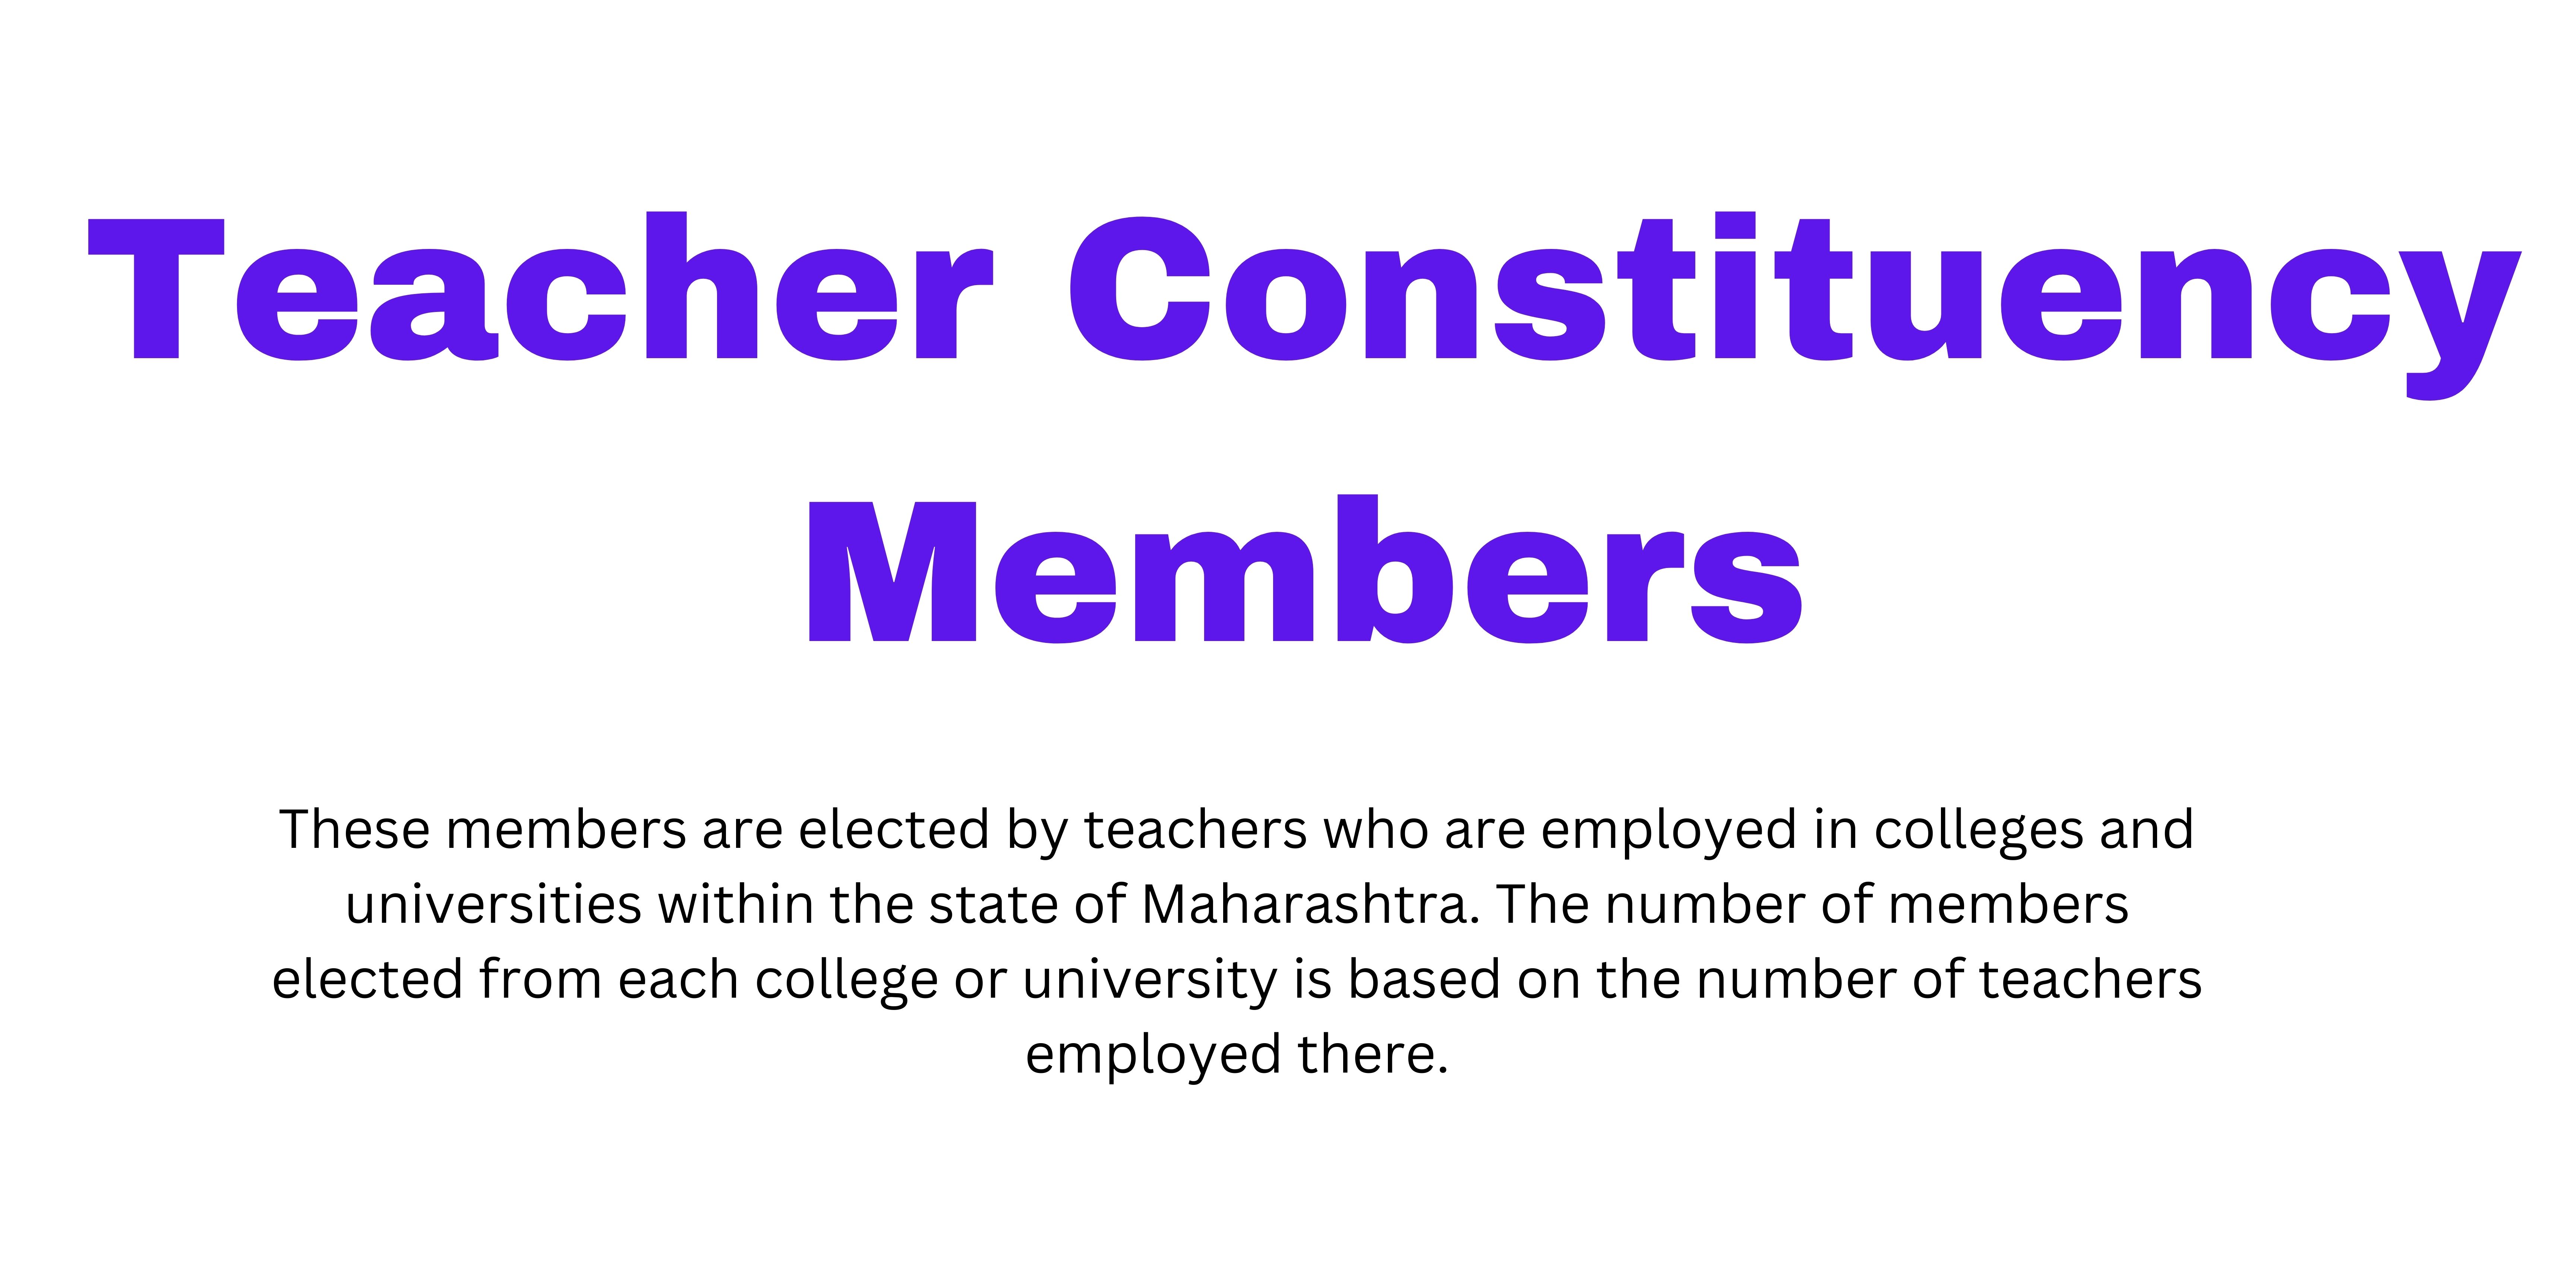 Teacher Constituency
Members
These members are elected by teachers who are employed in colleges and
universities within the state of Maharashtra. The number of members
elected from each college or university is based on the number of teachers
employed there.